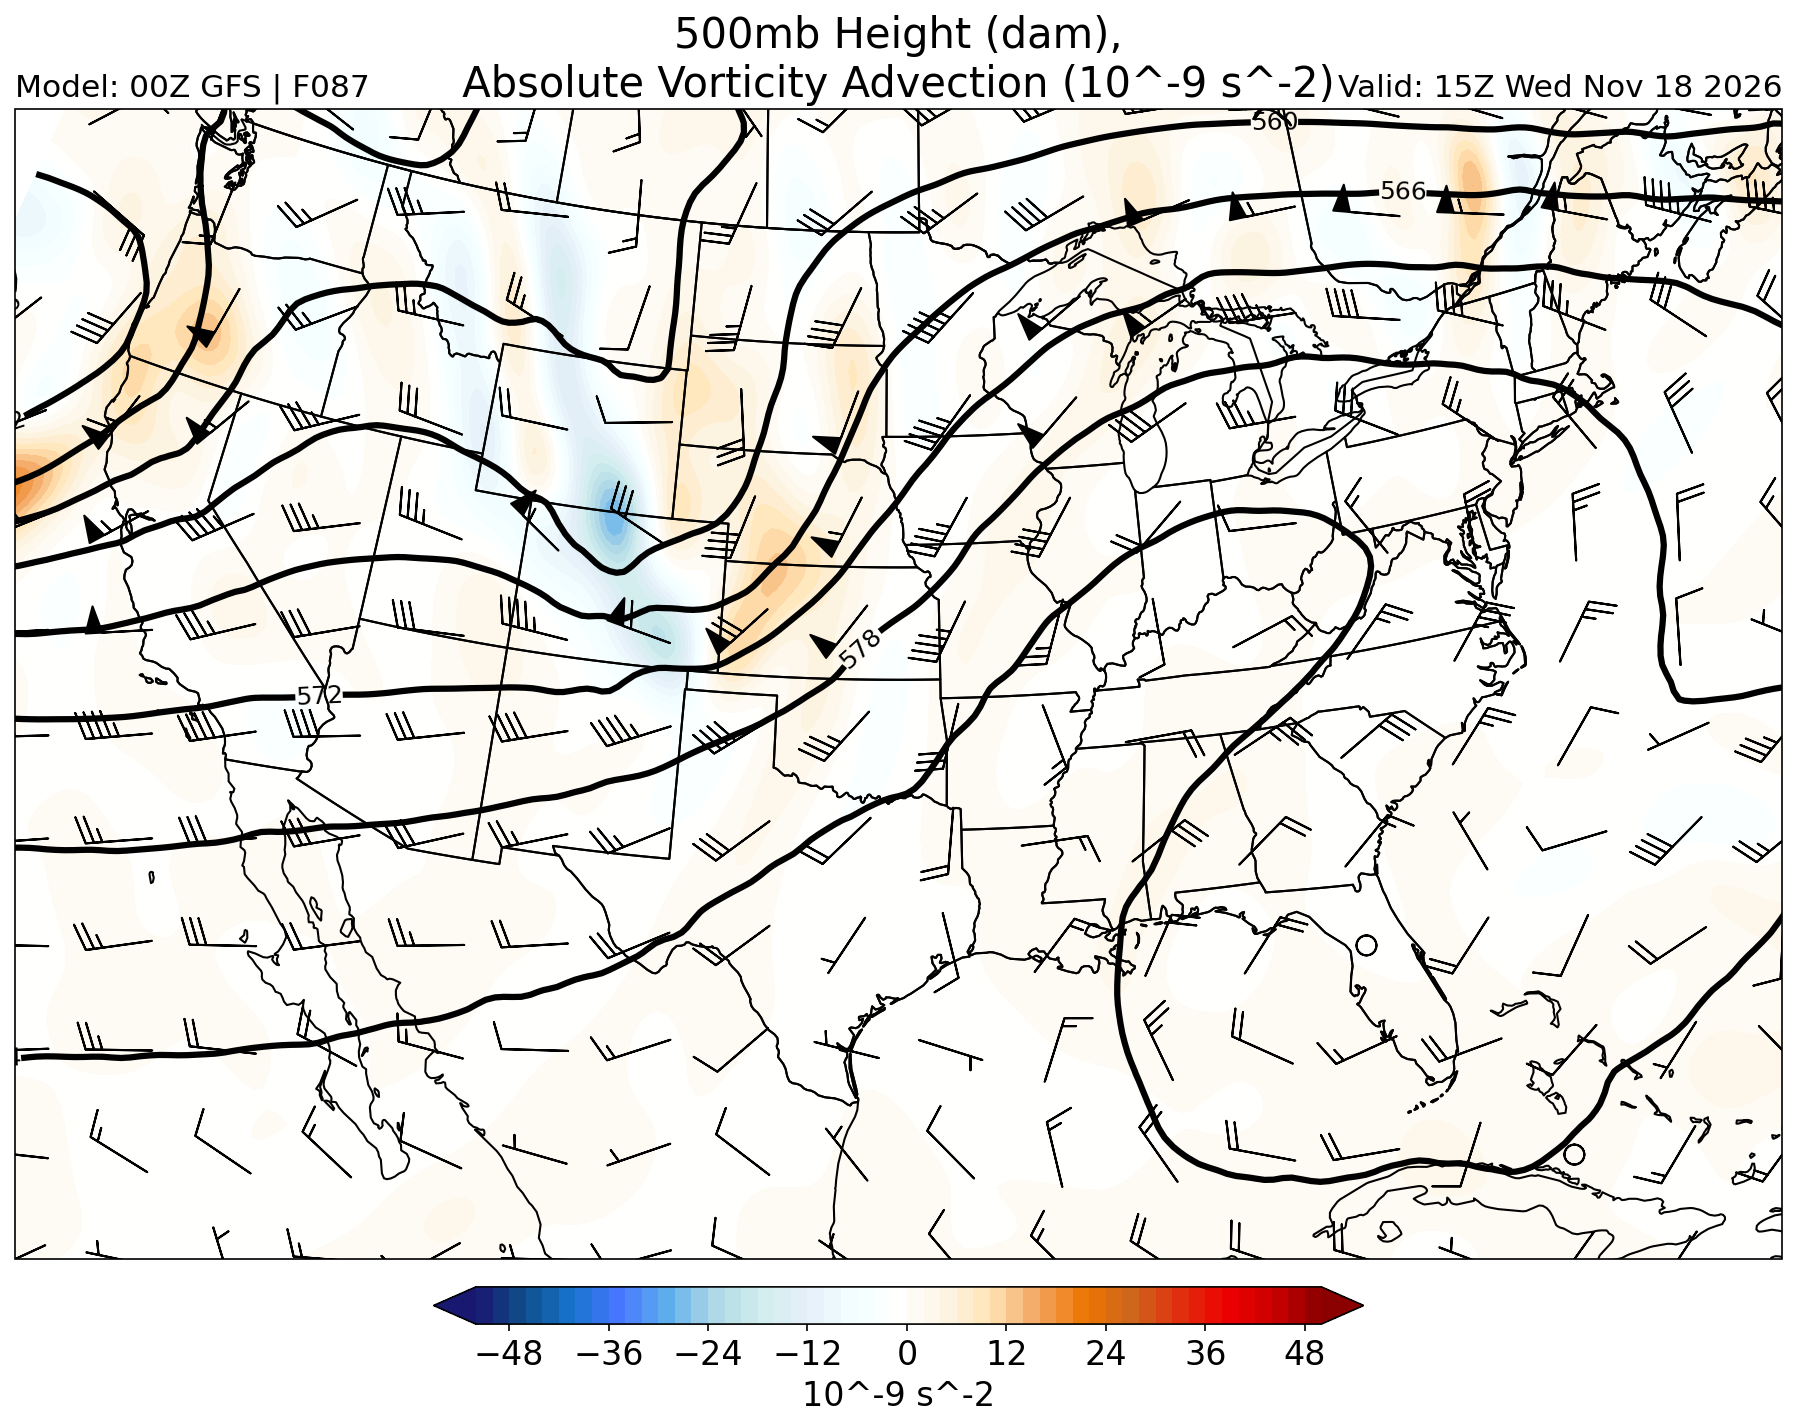 500mb Height (dam),
Model: 00Z GFS | F087
Absolute Vorticity Advection (10^-9 s^-2)
Valid: 15Z Wed Nov 18 2026
560
566
578
572
−48 −36 −24 −12 0 12 24 36 48
10^-9 s^-2